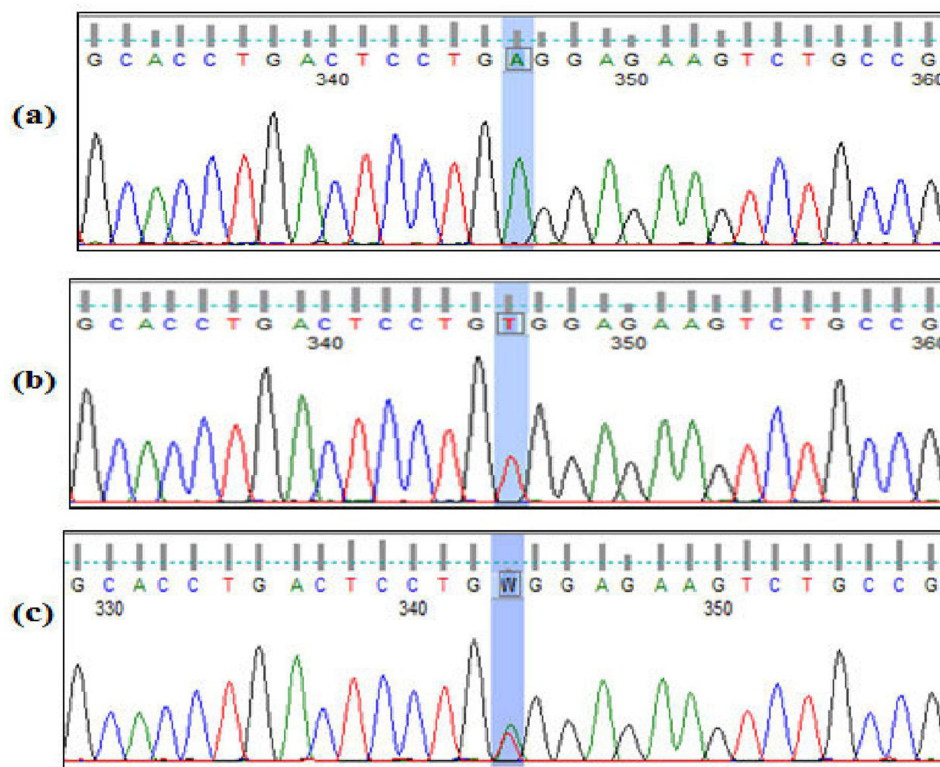 (a)
G C A C C T G A C T C C T G A G G A G A A G T C T G C C G
340 350 360
(b)
G C A C C T G A C T C C T G T G G A G A A G T C T G C C G
340 350 360
(c)
G C A C C T G A C T C C T G W G G A G A A G T C T G C C G
330 340 350